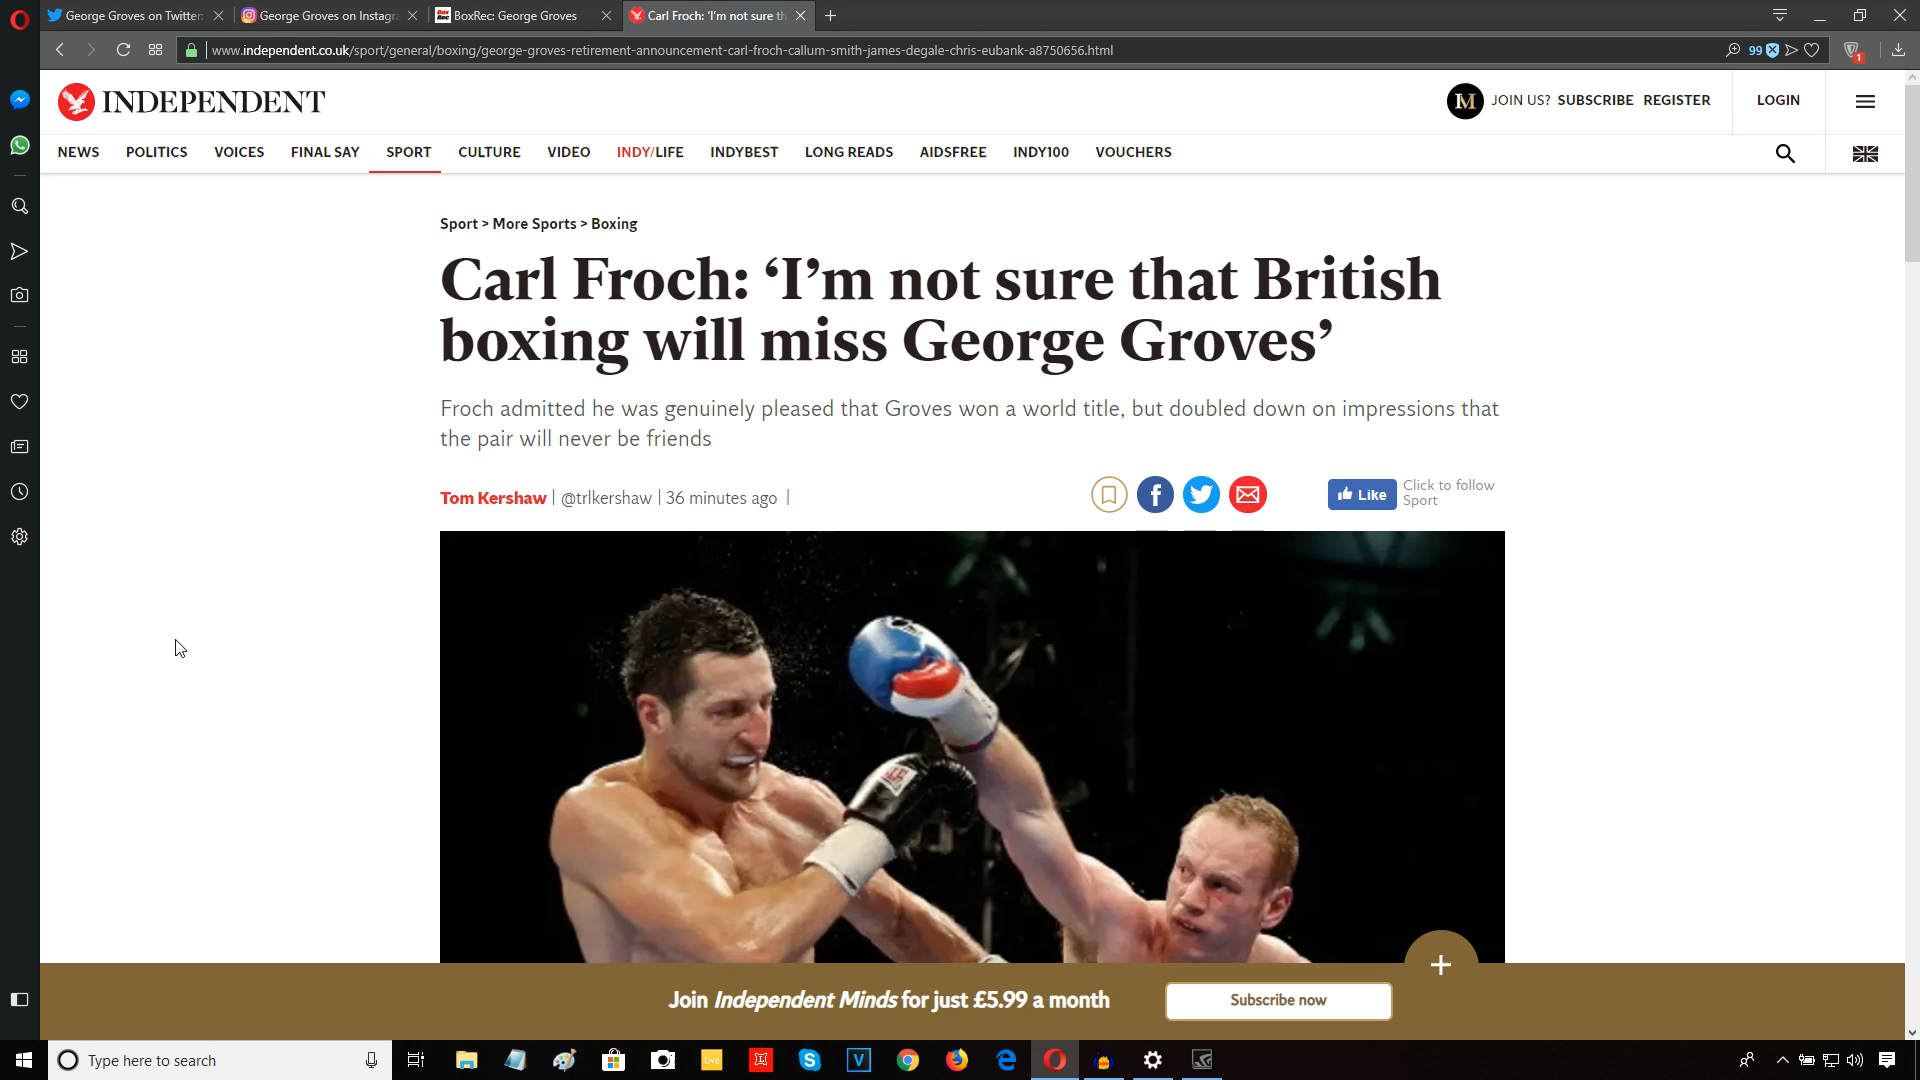 George Groves on Twitter:
George Groves on Instagra
BoxRec: George Groves
Carl Froch: 'I'm not sure th
www.independent.co.uk/sport/general/boxing/george-groves-retirement-announcement-carl-froch-callum-smith-james-degale-chris-eubank-a8750656.html
99
1
INDEPENDENT
M JOIN US? SUBSCRIBE REGISTER
LOGIN
NEWS POLITICS VOICES FINAL SAY SPORT CULTURE VIDEO INDY/LIFE INDYBEST LONG READS AIDSFREE INDY100 VOUCHERS
Sport > More Sports > Boxing
Carl Froch: ‘I’m not sure that British
boxing will miss George Groves’
Froch admitted he was genuinely pleased that Groves won a world title, but doubled down on impressions that
the pair will never be friends
Tom Kershaw | @trlkershaw | 36 minutes ago |
Like
Click to follow
Sport
Join Independent Minds for just £5.99 a month
Subscribe now
Type here to search